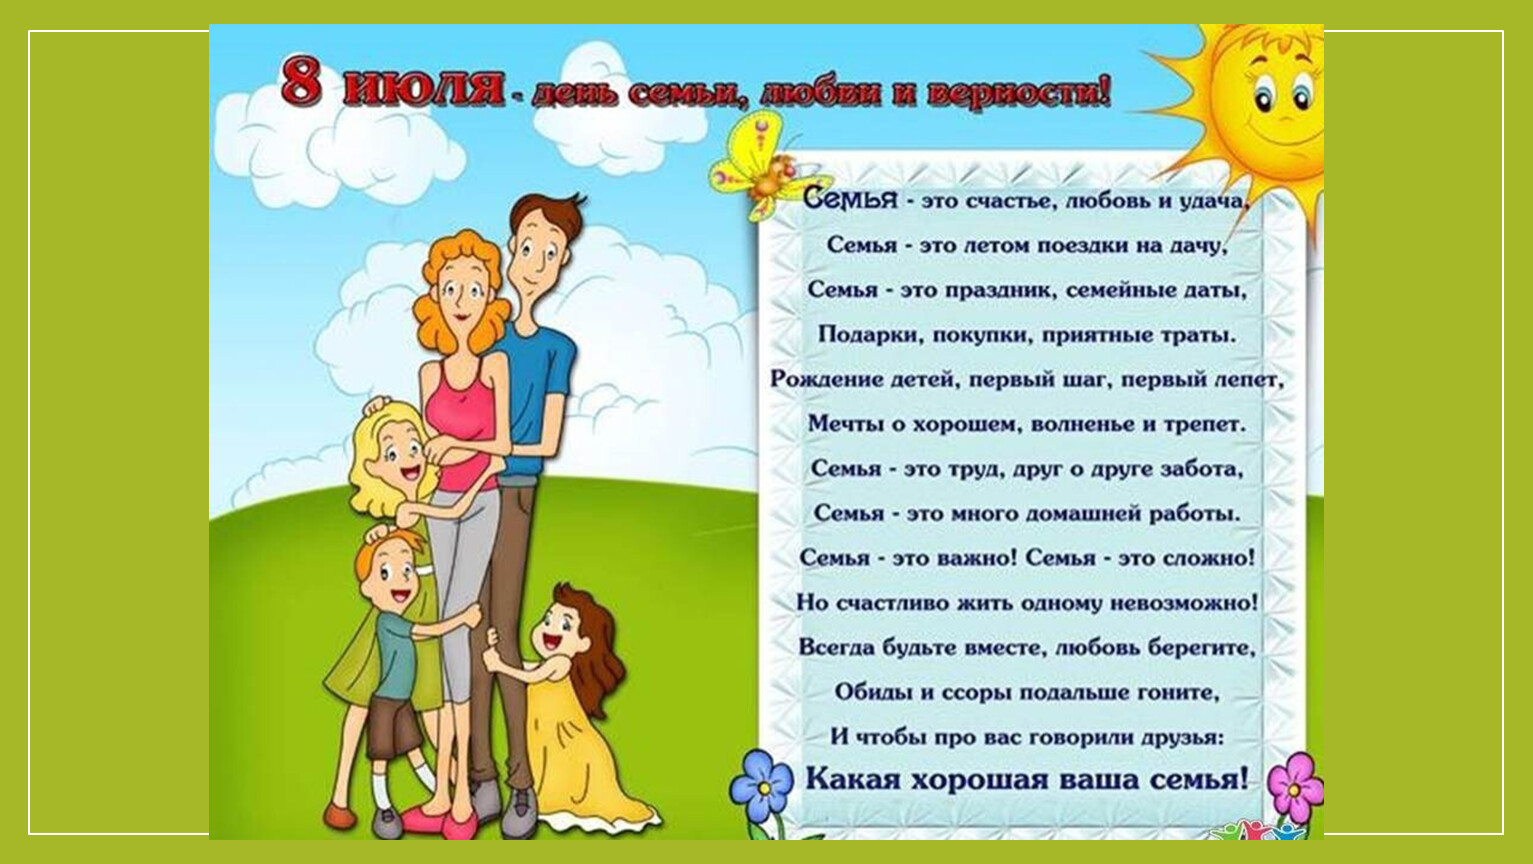 8 июля - день семьи, любви и верности!
Семья - это счастье, любовь и удача,
Семья - это летом поездки на дачу,
Семья - это праздник, семейные даты,
Подарки, покупки, приятные траты.
Рождение детей, первый шаг, первый лепет,
Мечты о хорошем, волненье и трепет.
Семья - это труд, друг о друге забота,
Семья - это много домашней работы.
Семья - это важно! Семья - это сложно!
Но счастливо жить одному невозможно!
Всегда будьте вместе, любовь берегите,
Обиды и ссоры подальше гоните,
И чтобы про вас говорили друзья:
Какая хорошая ваша семья!